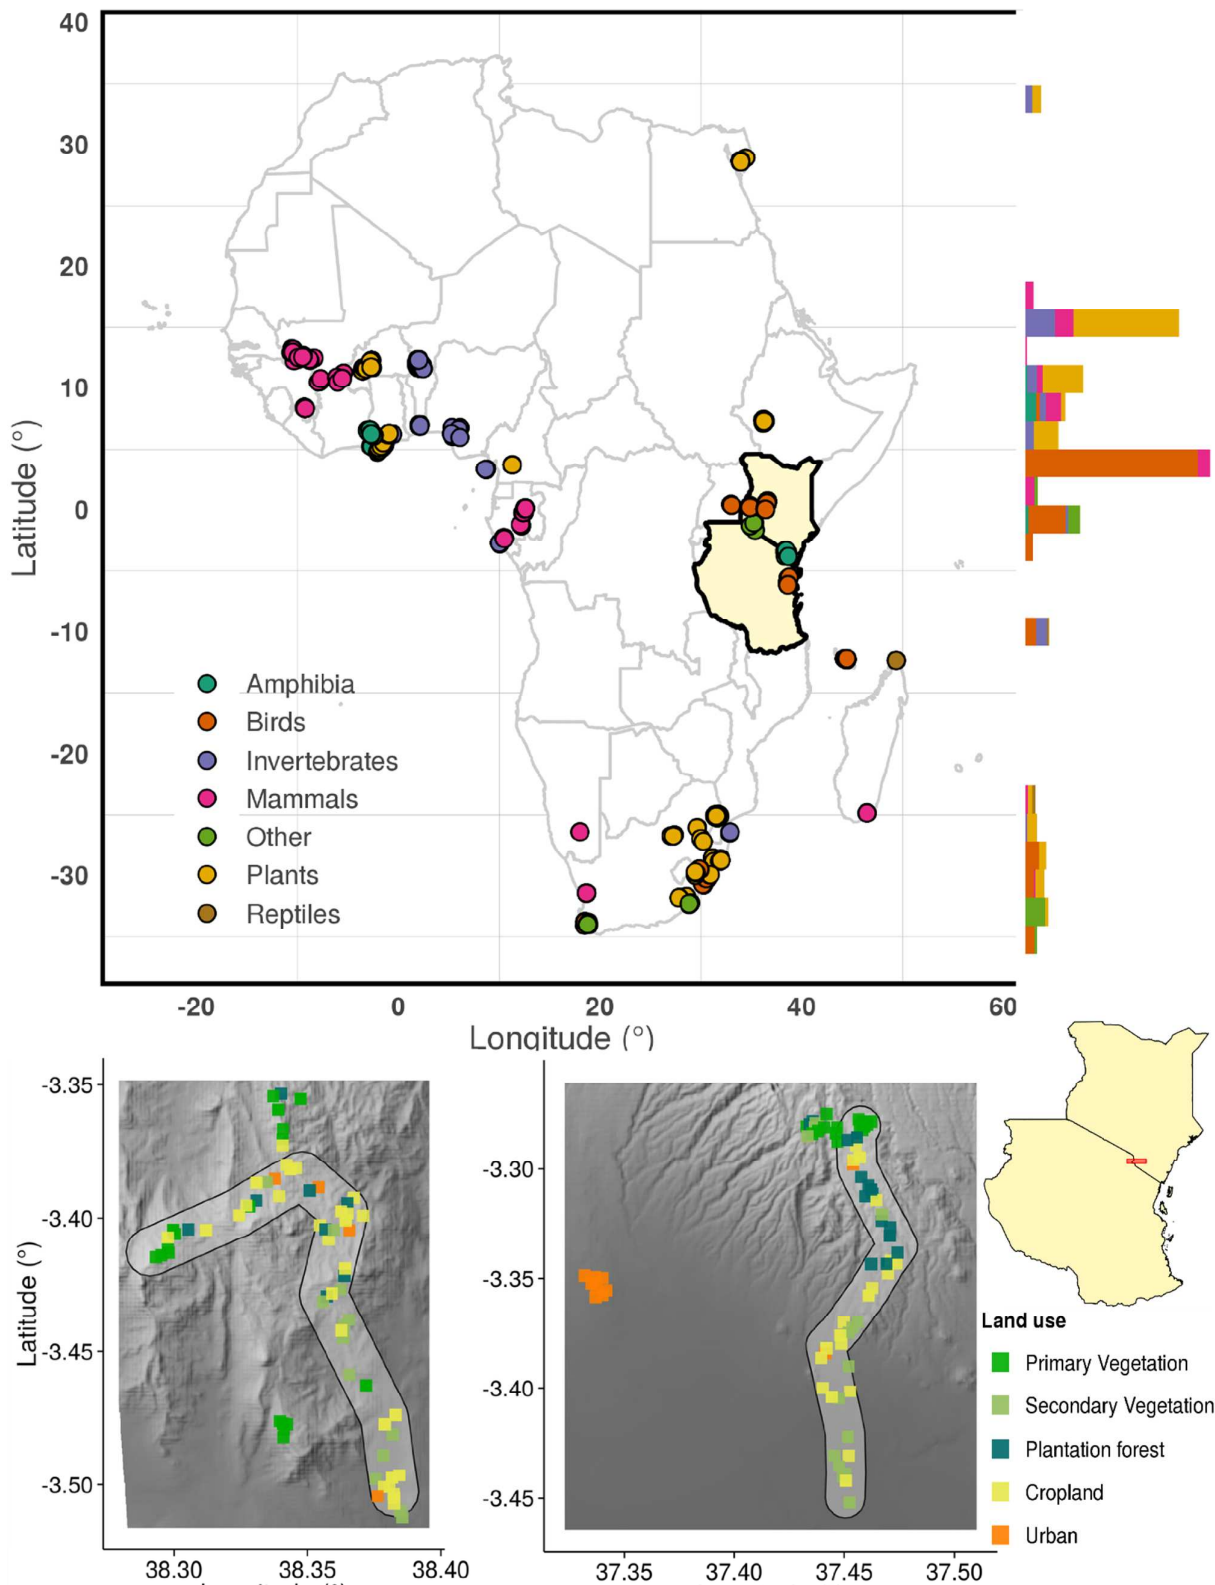 40
30
20
10
0
-10
-20
-30
Latitude (°)
Amphibia
Birds
Invertebrates
Mammals
Other
Plants
Reptiles
-20 0 20 40 60
Longitude (°)
-3.35
-3.40
-3.45
-3.50
Latitude (°)
38.30 38.35 38.40
-3.30
-3.35
-3.40
-3.45
37.35 37.40 37.45 37.50
Land use
Primary Vegetation
Secondary Vegetation
Plantation forest
Cropland
Urban